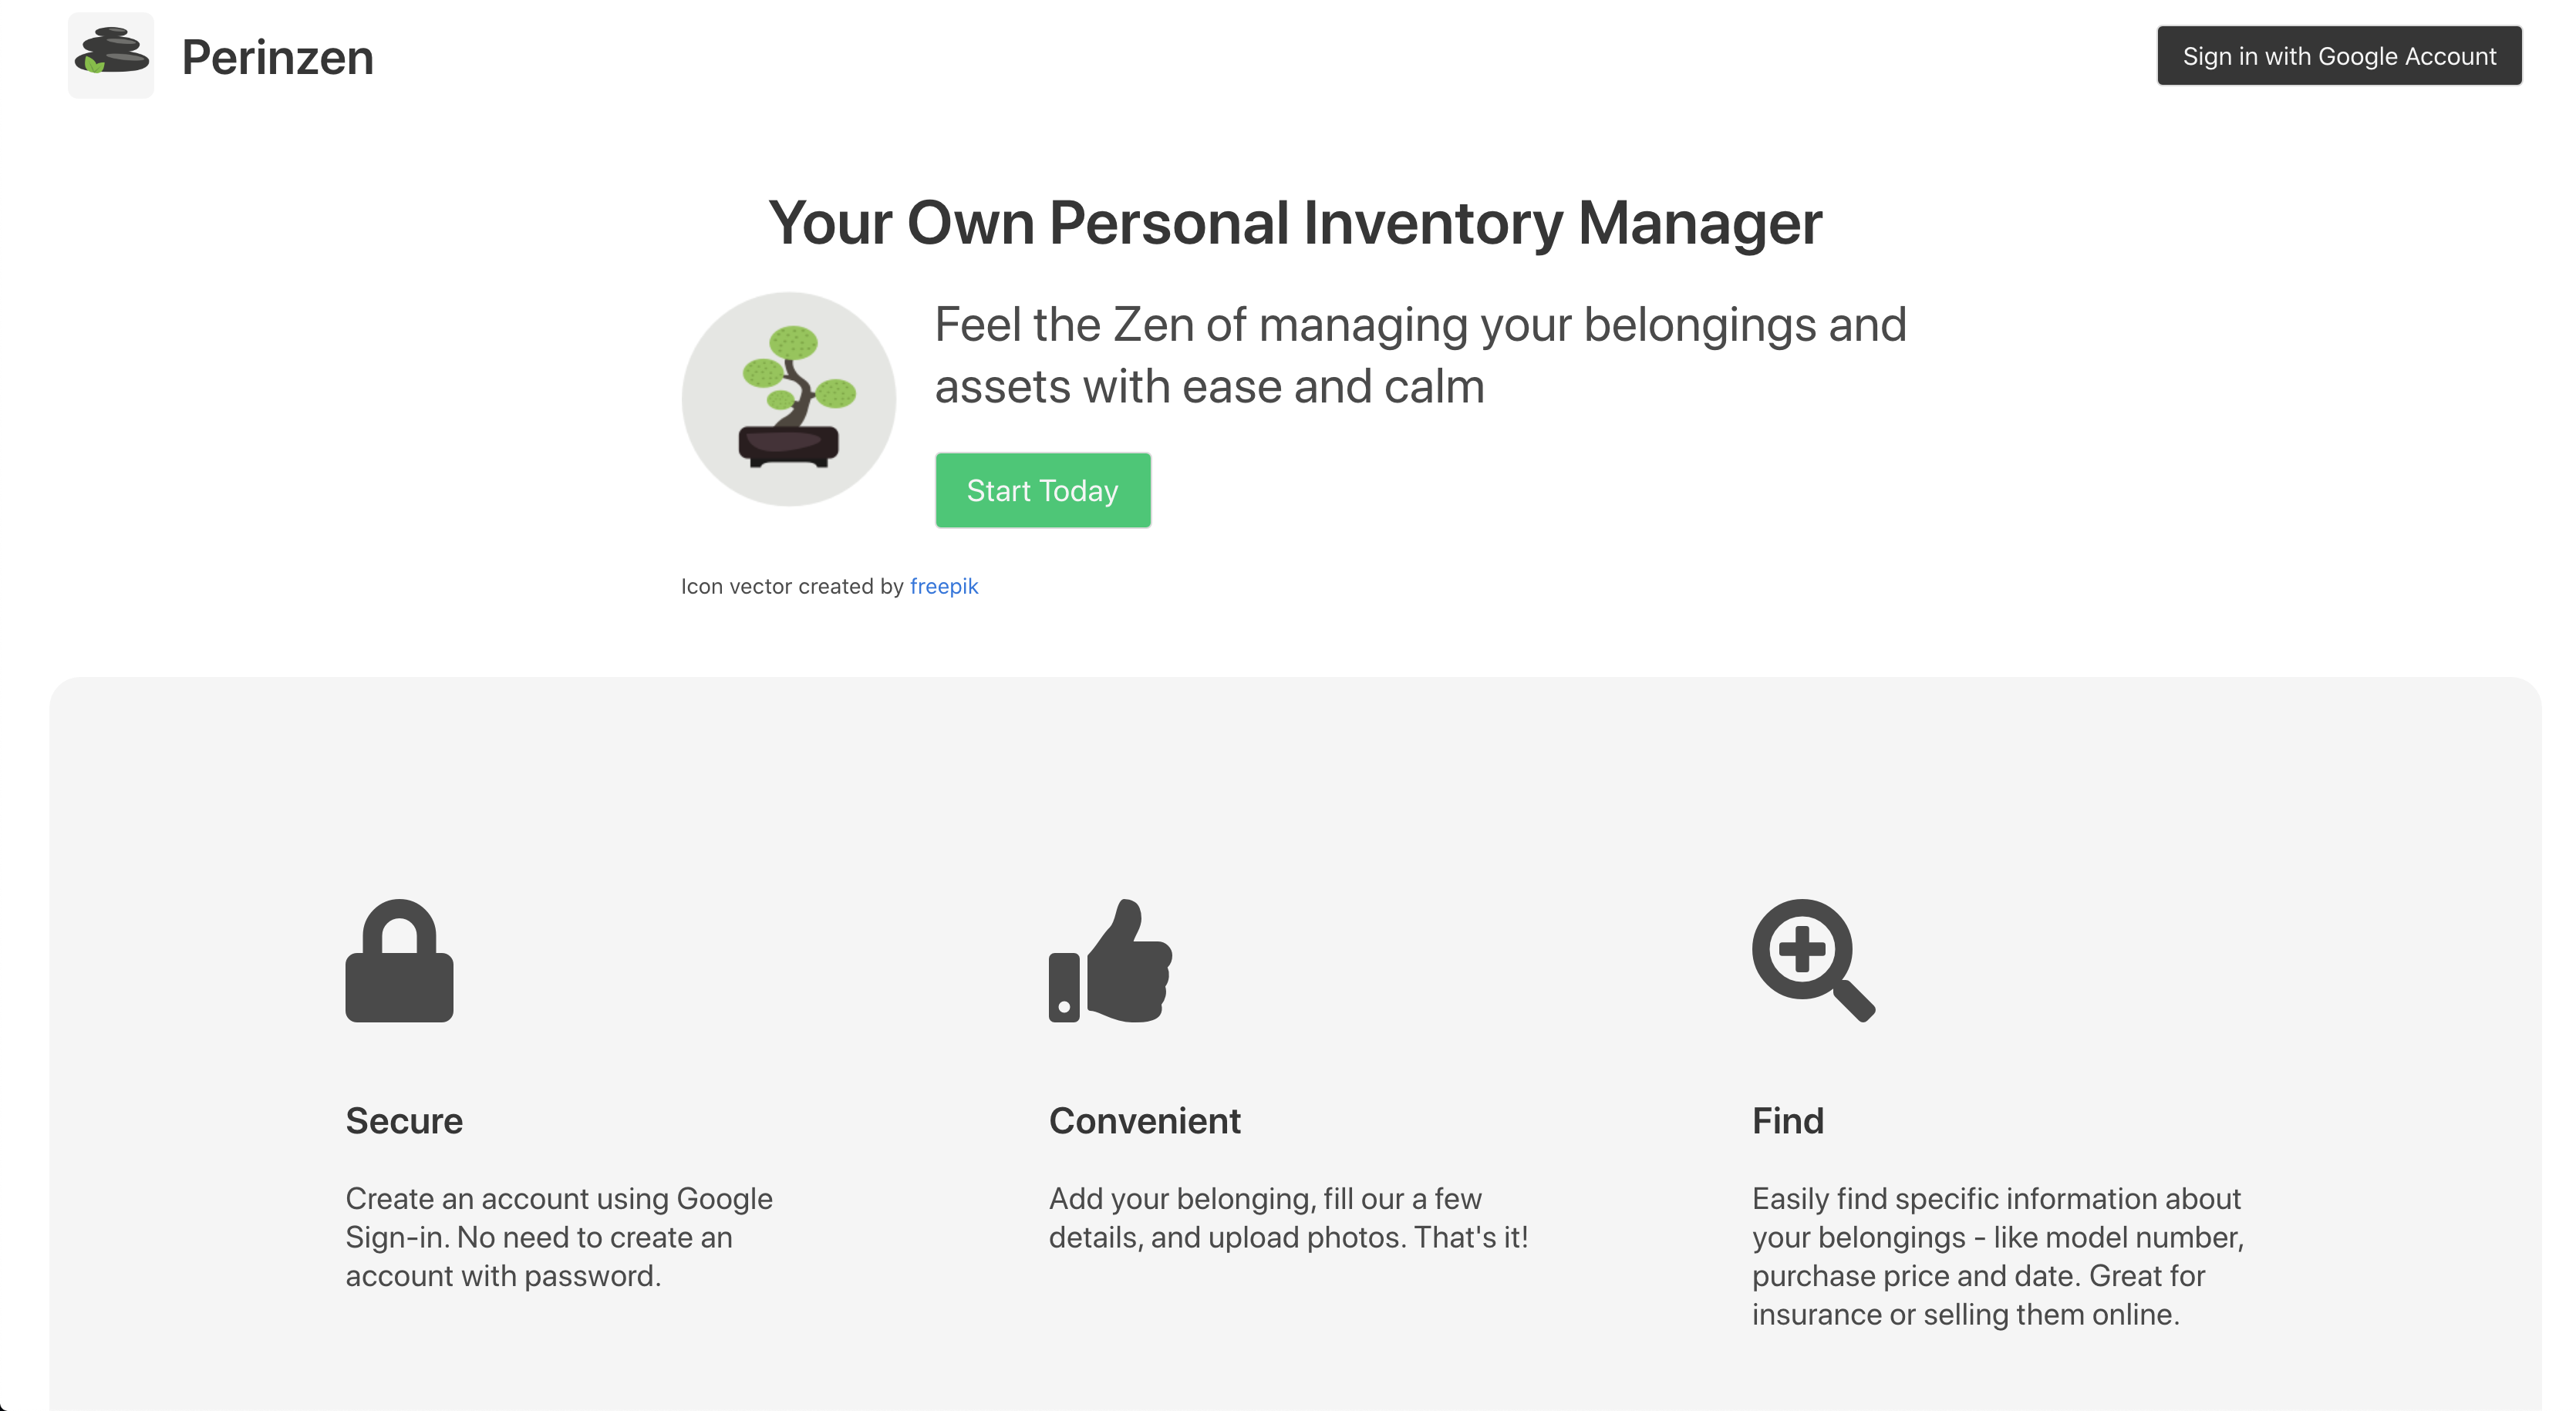 Perinzen
Sign in with Google Account
Your Own Personal Inventory Manager
Feel the Zen of managing your belongings and
assets with ease and calm
Start Today
Icon vector created by freepik
Secure
Create an account using Google
Sign-in. No need to create an
account with password.
Convenient
Add your belonging, fill our a few
details, and upload photos. That's it!
Find
Easily find specific information about
your belongings - like model number,
purchase price and date. Great for
insurance or selling them online.